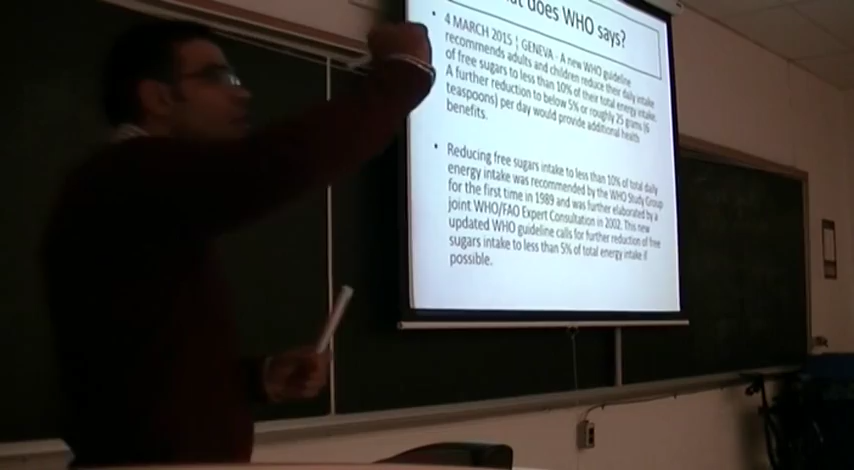 does WHO says?
• 4 MARCH 2015 ¦ GENEVA - A new WHO guideline
recommends adults and children reduce their daily intake
of free sugars to less than 10% of their total energy intake.
A further reduction to below 5% or roughly 25 grams (6
teaspoons) per day would provide additional health
benefits.
• Reducing free sugars intake to less than 10% of total daily
energy intake was recommended by the WHO Study Group
for the first time in 1989 and was further elaborated by a
joint WHO/FAO Expert Consultation in 2002. This new
updated WHO guideline calls for further reduction of free
sugars intake to less than 5% of total energy intake if
possible.